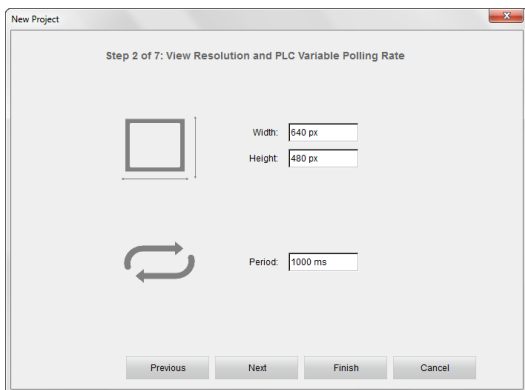 New Project
Step 2 of 7: View Resolution and PLC Variable Polling Rate
Width: 640 px
Height: 480 px
Period: 1000 ms
Previous Next Finish Cancel